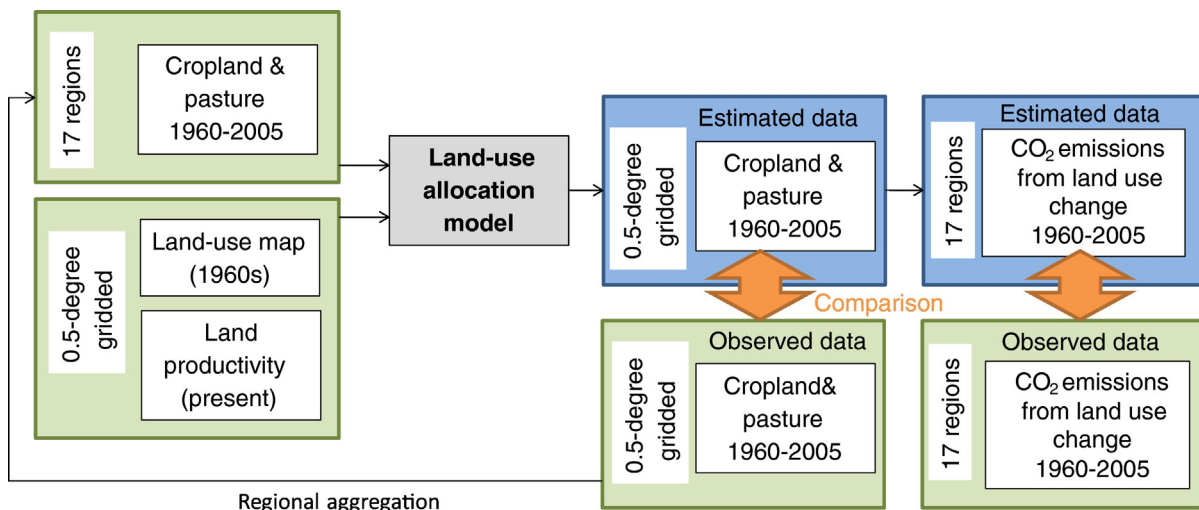 17 regions
Cropland &
pasture
1960-2005
0.5-degree
gridded
Land-use map
(1960s)
Land
productivity
(present)
Land-use
allocation
model
Estimated data
0.5-degree
gridded
Cropland &
pasture
1960-2005
Estimated data
17 regions
CO₂ emissions
from land use
change
1960-2005
Comparison
Observed data
0.5-degree
gridded
Cropland&
pasture
1960-2005
Observed data
17 regions
CO₂ emissions
from land use
change
1960-2005
Regional aggregation